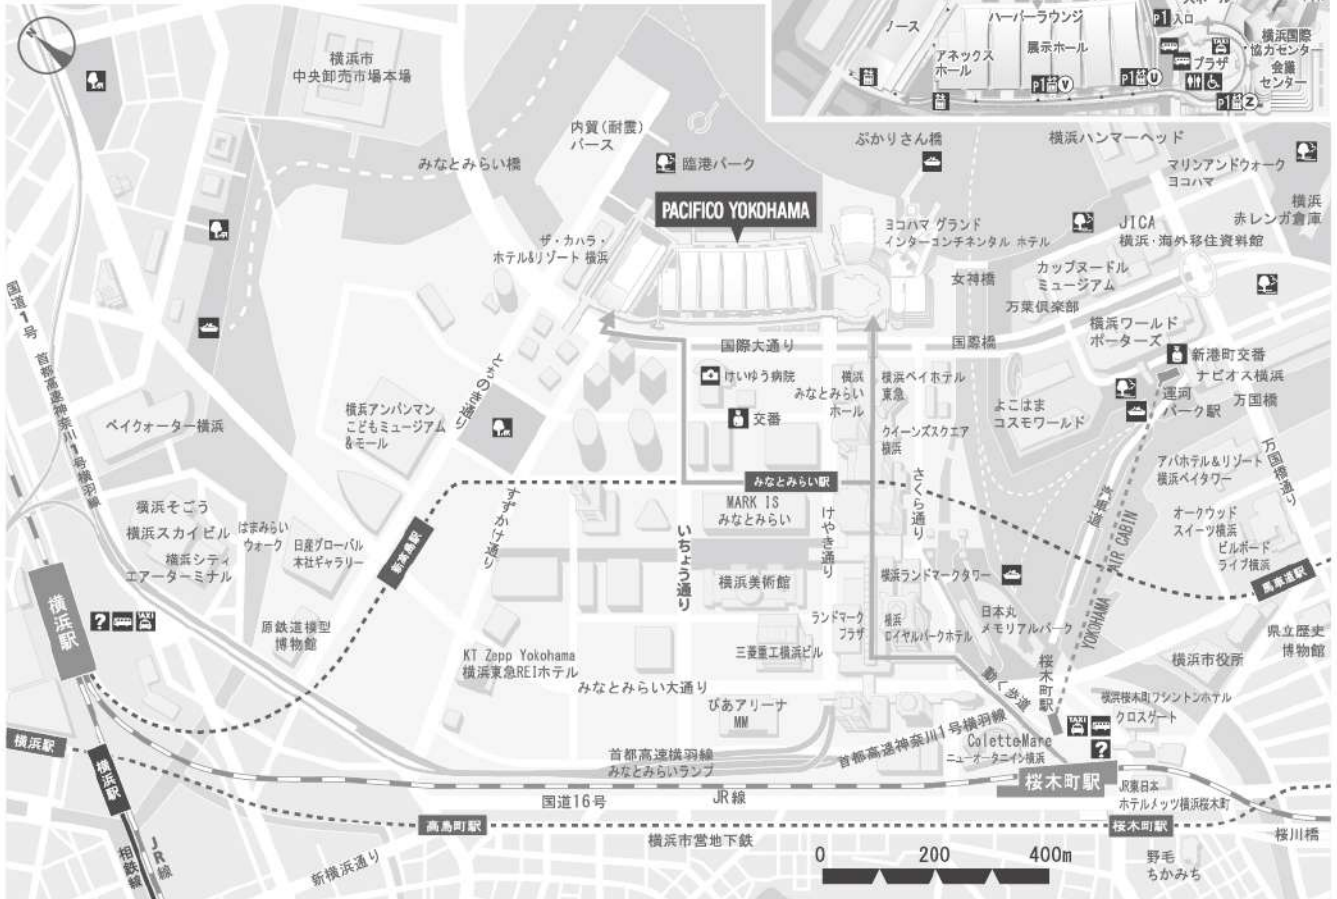 N
ノース
アネックス
ホール
ハーバーラウンジ
展示ホール
P1
入口
横浜国際
協力センター
TAXI
プラザ
会議
センター
P1
V
P1
U
P1
Z
横浜市
中央卸売市場本場
みなとみらい橋
内貿(耐震)
バース
臨港パーク
ぷかりさん橋
横浜ハンマーヘッド
マリンアンドウォーク
ヨコハマ
横浜
赤レンガ倉庫
PACIFICO YOKOHAMA
ザ・カハラ・
ホテル&リゾート 横浜
ヨコハマ グランド
インターコンチネンタル ホテル
JICA
横浜・海外移住資料館
カップヌードル
ミュージアム
女神橋
万葉倶楽部
国際橋
国際大通り
横浜ワールド
ポーターズ
新港町交番
ナビオス横浜
運河
パーク駅
万国橋
万国橋通り
国道1号
首都高速神奈川1号横羽線
ベイクォーター横浜
横浜アンパンマン
こどもミュージアム
&モール
とちのき通り
けいゆう病院
交番
横浜
みなとみらい
ホール
横浜ベイホテル
東急
クイーンズスクエア
横浜
よこはま
コスモワールド
アパホテル&リゾート
横浜ベイタワー
オークウッド
スイーツ横浜
ビルボード
ライブ横浜
汽車道
YOKOHAMA AIR CABIN
馬車道駅
みなとみらい駅
MARK IS
みなとみらい
さくら通り
けやき通り
いちょう通り
すずかけ通り
新高島駅
横浜そごう
横浜スカイビル
はまみらい
ウォーク
横浜シティ
エアーターミナル
日産グローバル
本社ギャラリー
横浜駅
?
TAXI
原鉄道模型
博物館
横浜美術館
横浜ランドマークタワー
ランドマーク
プラザ
横浜
ロイヤルパークホテル
日本丸
メモリアルパーク
県立歴史
博物館
横浜市役所
三菱重工横浜ビル
KT Zepp Yokohama
横浜東急REIホテル
みなとみらい大通り
ぴあアリーナ
MM
動く歩道
桜木町駅
横浜桜木町ワシントンホテル
クロスゲート
TAXI
?
Colette・Mare
ニューオータニイン横浜
首都高速神奈川1号横羽線
首都高速横羽線
みなとみらいランプ
桜木町駅
JR東日本
ホテルメッツ横浜桜木町
横浜駅
横浜駅
国道16号
JR線
高島町駅
横浜市営地下鉄
桜木町駅
桜川橋
野毛
ちかみち
新横浜通り
相鉄線
JR線
0
200
400m